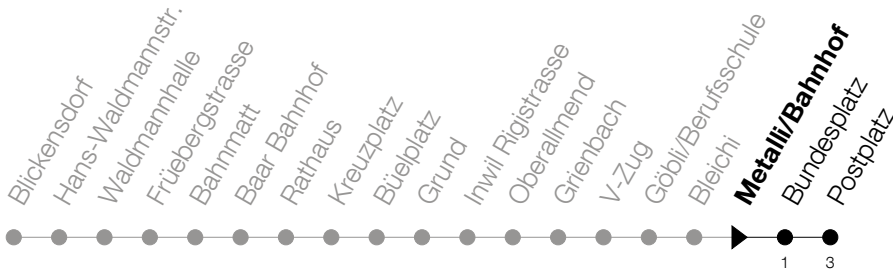 Blickensdorf
Hans-Waldmannstr.
Waldmannhalle
Früebergstrasse
Bahnmatt
Baar Bahnhof
Rathaus
Kreuzplatz
Büelplatz
Grund
Inwil Rigistrasse
Oberallmend
Grienbach
V-Zug
Göbli/Berufsschule
Bleichi
Metalli/Bahnhof
Bundesplatz
Postplatz
1
3